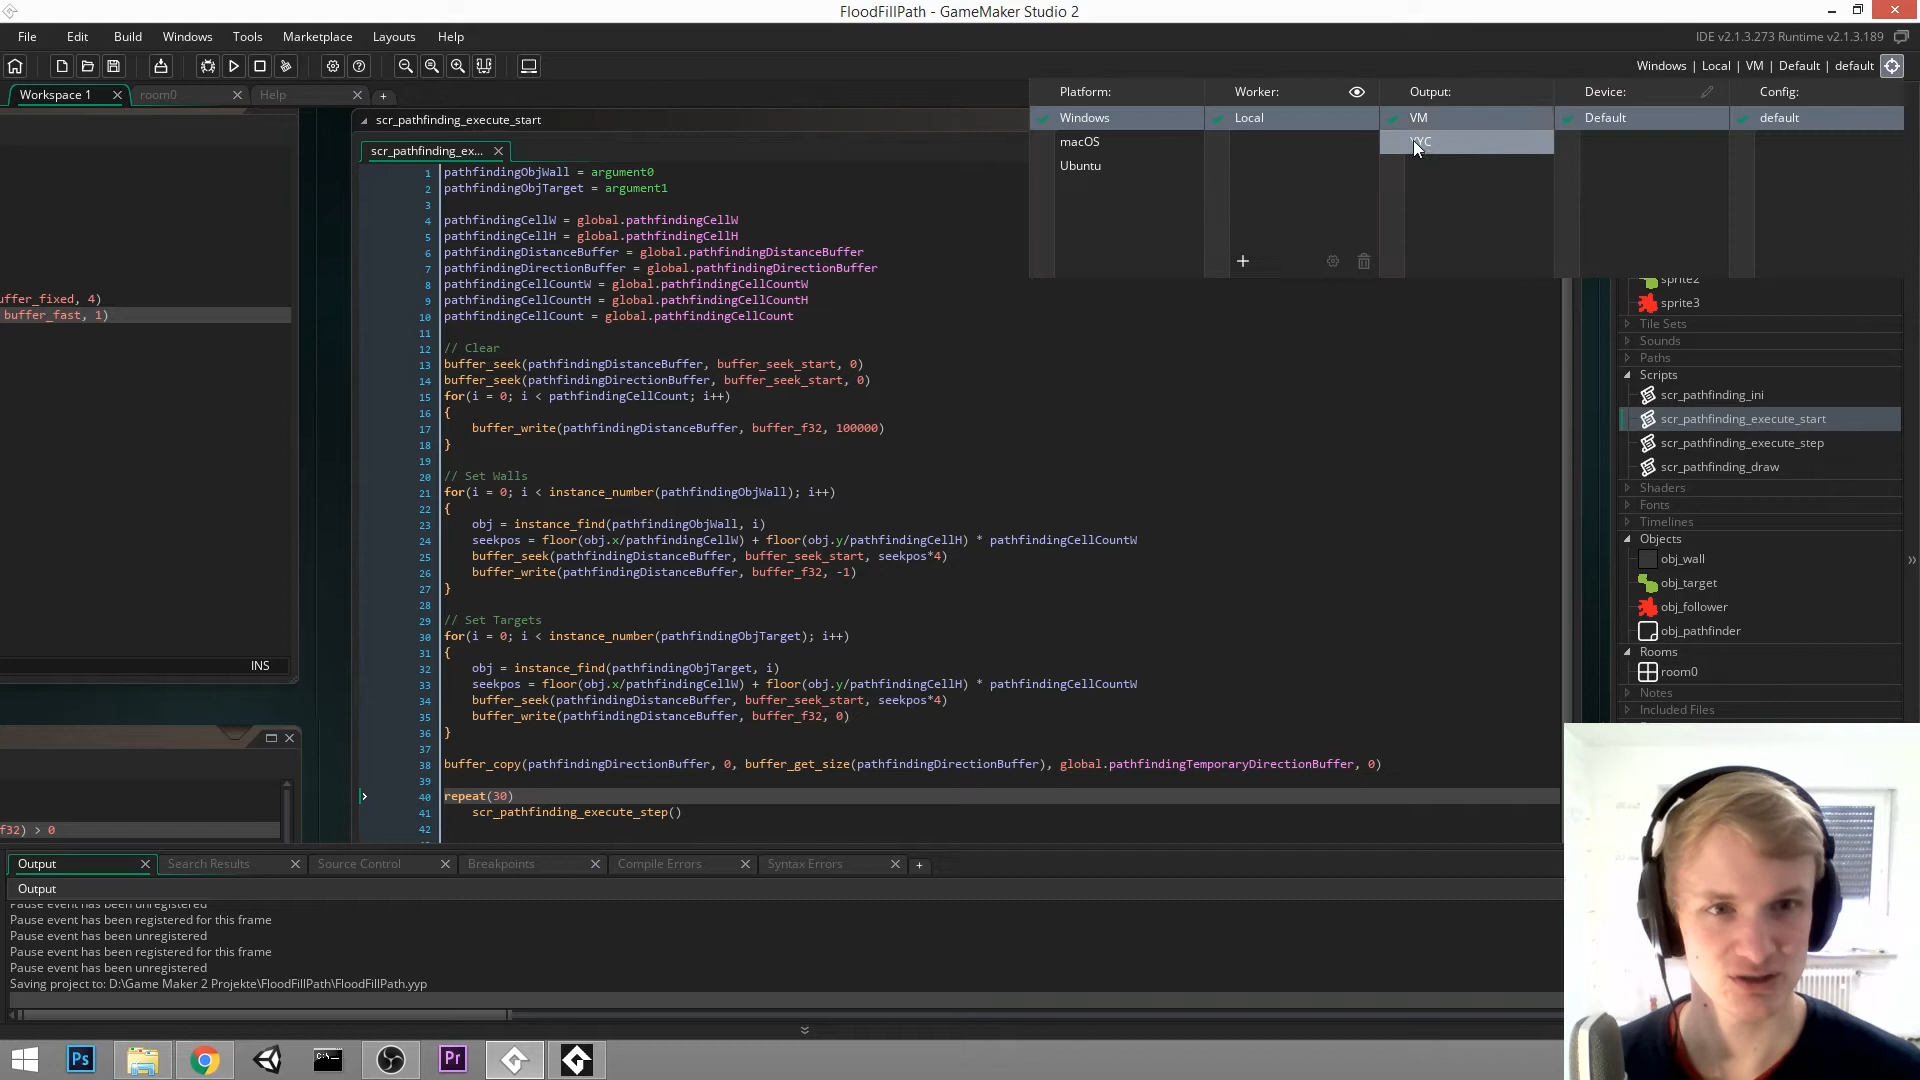 FloodFillPath - GameMaker Studio 2
File Edit Build Windows Tools Marketplace Layouts Help
IDE v2.1.3.273 Runtime v2.1.3.189
Windows | Local | VM | Default | default
Workspace 1
room0
Help
Platform:
Worker:
Output:
Device:
Config:
Windows
Local
VM
Default
default
macOS
Ubuntu
scr_pathfinding_execute_start
scr_pathfinding_ex...
1 pathfindingObjWall = argument0
2 pathfindingObjTarget = argument1
3
4 pathfindingCellW = global.pathfindingCellW
5 pathfindingCellH = global.pathfindingCellH
6 pathfindingDistanceBuffer = global.pathfindingDistanceBuffer
7 pathfindingDirectionBuffer = global.pathfindingDirectionBuffer
8 pathfindingCellCountW = global.pathfindingCellCountW
9 pathfindingCellCountH = global.pathfindingCellCountH
10 pathfindingCellCount = global.pathfindingCellCount
11
12 // Clear
13 buffer_seek(pathfindingDistanceBuffer, buffer_seek_start, 0)
14 buffer_seek(pathfindingDirectionBuffer, buffer_seek_start, 0)
15 for(i = 0; i < pathfindingCellCount; i++)
16 {
17 buffer_write(pathfindingDistanceBuffer, buffer_f32, 100000)
18 }
19
20 // Set Walls
21 for(i = 0; i < instance_number(pathfindingObjWall); i++)
22 {
23 obj = instance_find(pathfindingObjWall, i)
24 seekpos = floor(obj.x/pathfindingCellW) + floor(obj.y/pathfindingCellH) * pathfindingCellCountW
25 buffer_seek(pathfindingDistanceBuffer, buffer_seek_start, seekpos*4)
26 buffer_write(pathfindingDistanceBuffer, buffer_f32, -1)
27 }
28
29 // Set Targets
30 for(i = 0; i < instance_number(pathfindingObjTarget); i++)
31 {
32 obj = instance_find(pathfindingObjTarget, i)
33 seekpos = floor(obj.x/pathfindingCellW) + floor(obj.y/pathfindingCellH) * pathfindingCellCountW
34 buffer_seek(pathfindingDistanceBuffer, buffer_seek_start, seekpos*4)
35 buffer_write(pathfindingDistanceBuffer, buffer_f32, 0)
36 }
37
38 buffer_copy(pathfindingDirectionBuffer, 0, buffer_get_size(pathfindingDirectionBuffer), global.pathfindingTemporaryDirectionBuffer, 0)
39
40 repeat(30)
41 scr_pathfinding_execute_step()
42
uffer_fixed, 4)
buffer_fast, 1)
INS
f32) > 0
sprite2
sprite3
Tile Sets
Sounds
Paths
Scripts
scr_pathfinding_ini
scr_pathfinding_execute_start
scr_pathfinding_execute_step
scr_pathfinding_draw
Shaders
Fonts
Timelines
Objects
obj_wall
obj_target
obj_follower
obj_pathfinder
Rooms
room0
Notes
Included Files
Output
Search Results
Source Control
Breakpoints
Compile Errors
Syntax Errors
Output
Pause event has been unregistered
Pause event has been registered for this frame
Pause event has been unregistered
Pause event has been registered for this frame
Pause event has been unregistered
Saving project to: D:\Game Maker 2 Projekte\FloodFillPath\FloodFillPath.yyp
Ps
Pr